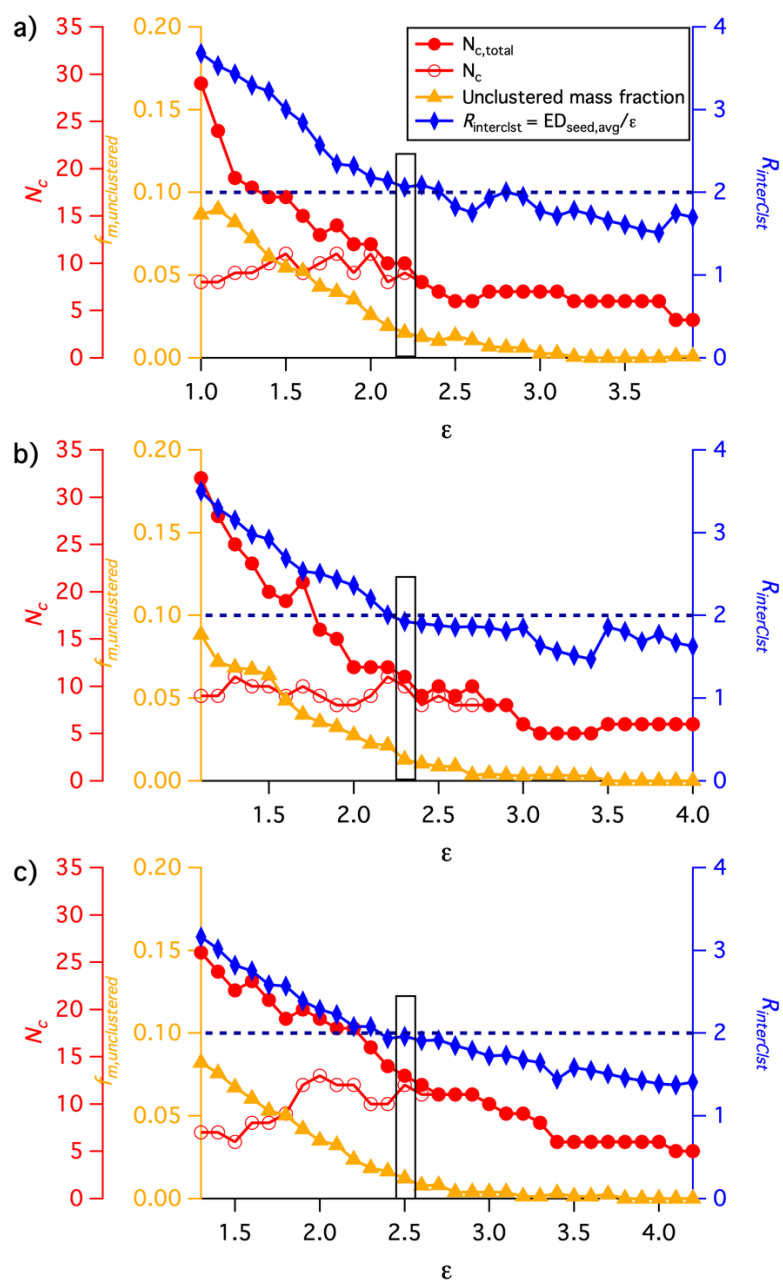 a)
N_c,total
N_c
Unclustered mass fraction
R_interclst = ED_seed,avg/ε
35
30
25
20
15
10
5
0
N_c
0.20
0.15
0.10
0.05
0.00
f_m,unclustered
4
3
2
1
0
R_interClst
1.0 1.5 2.0 2.5 3.0 3.5
ε
b)
35
30
25
20
15
10
5
0
N_c
0.20
0.15
0.10
0.05
0.00
f_m,unclustered
4
3
2
1
0
R_interClst
1.5 2.0 2.5 3.0 3.5 4.0
ε
c)
35
30
25
20
15
10
5
0
N_c
0.20
0.15
0.10
0.05
0.00
f_m,unclustered
4
3
2
1
0
R_interClst
1.5 2.0 2.5 3.0 3.5 4.0
ε